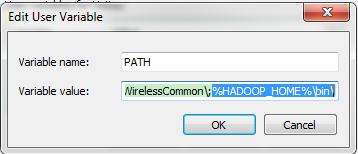 Edit User Variable
Variable name: PATH
Variable value: WirelessCommon\;%HADOOP_HOME%\bin\
OK Cancel